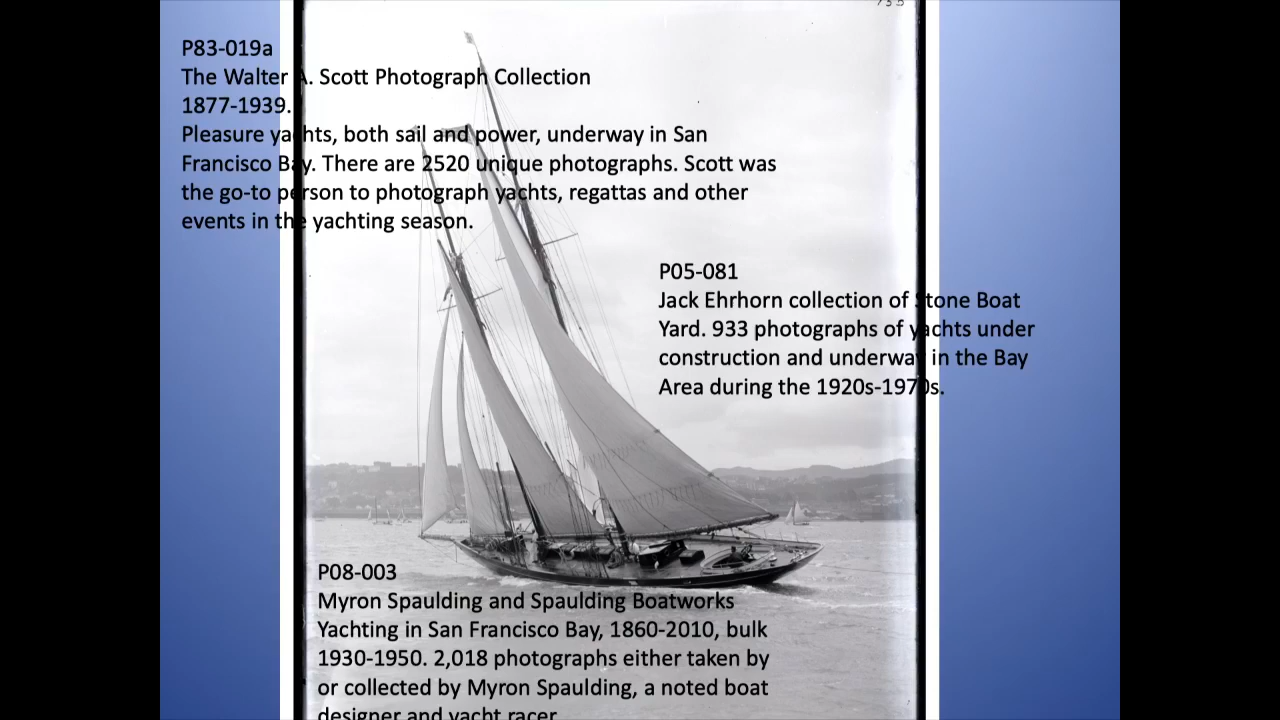 P83-019a
The Walter A. Scott Photograph Collection
1877-1939.
Pleasure yachts, both sail and power, underway in San
Francisco Bay. There are 2520 unique photographs. Scott was
the go-to person to photograph yachts, regattas and other
events in the yachting season.
P05-081
Jack Ehrhorn collection of Stone Boat
Yard. 933 photographs of yachts under
construction and underway in the Bay
Area during the 1920s-1970s.
P08-003
Myron Spaulding and Spaulding Boatworks
Yachting in San Francisco Bay, 1860-2010, bulk
1930-1950. 2,018 photographs either taken by
or collected by Myron Spaulding, a noted boat
designer and yacht racer